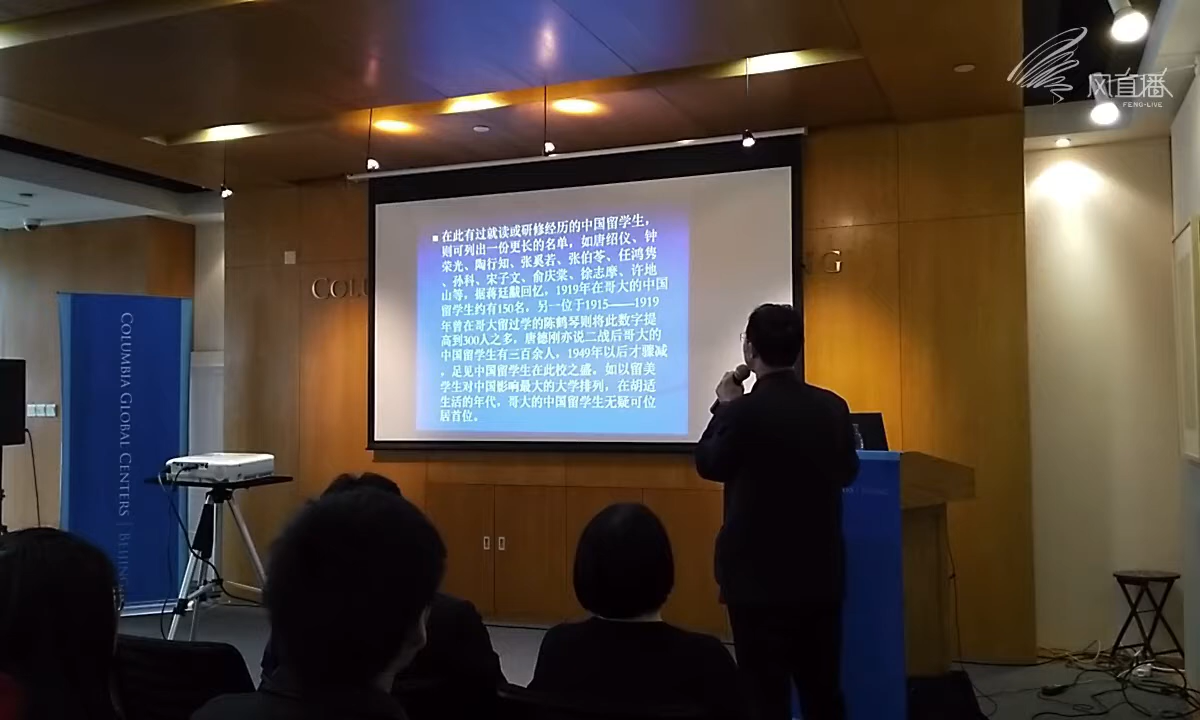 风直播
FENG-LIVE
在此有过就读或研修经历的中国留学生，
则可列出一份更长的名单，如唐绍仪、钟
荣光、陶行知、张奚若、张伯苓、任鸿隽
、孙科、宋子文、俞庆棠、徐志摩、许地
山等，据蒋廷黻回忆，1919年在哥大的中国
留学生约有150名，另一位于1915——1919
年曾在哥大留过学的陈鹤琴则将此数字提
高到300人之多，唐德刚亦说二战后哥大的
中国留学生有三百余人，1949年以后才骤减
，足见中国留学生在此校之盛，如以留美
学生对中国影响最大的大学排列，在胡适
生活的年代，哥大的中国留学生无疑可位
居首位。
COLU
NG
COLUMBIA GLOBAL CENTERS | BEIJING